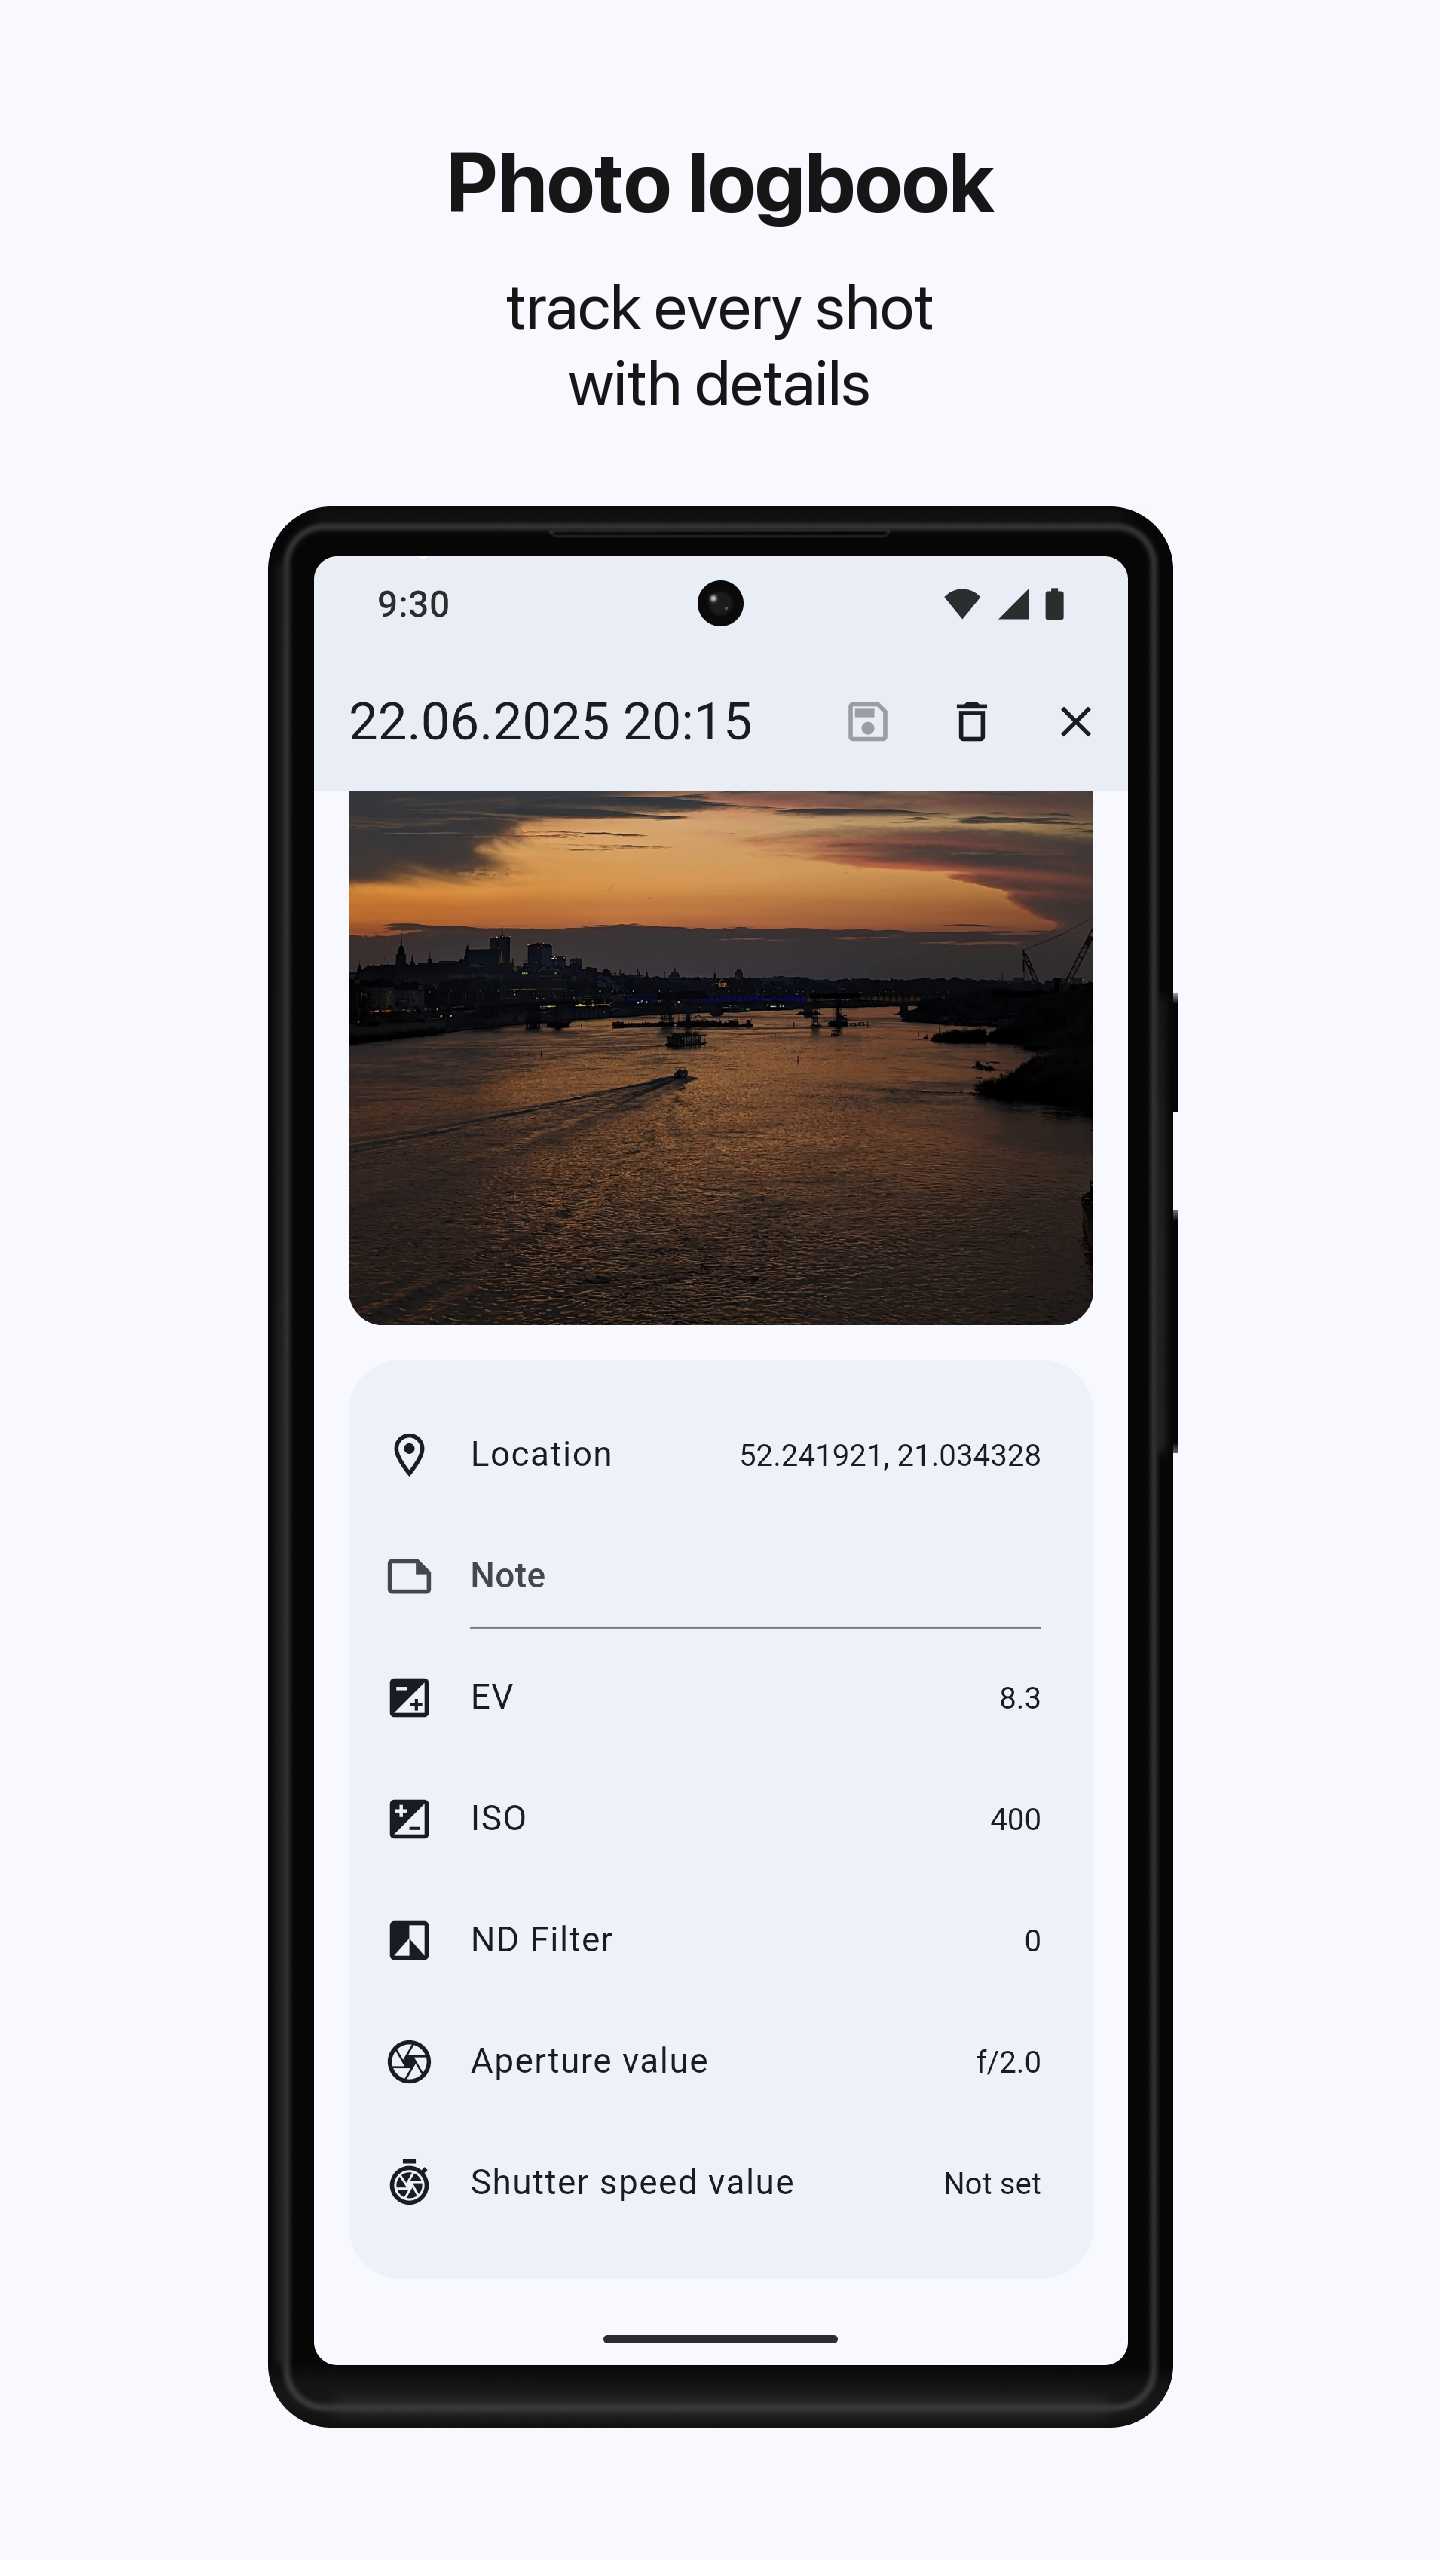 Photo logbook
track every shot
with details
9:30
22.06.2025 20:15
Location 52.241921, 21.034328
Note
EV 8.3
ISO 400
ND Filter 0
Aperture value f/2.0
Shutter speed value Not set